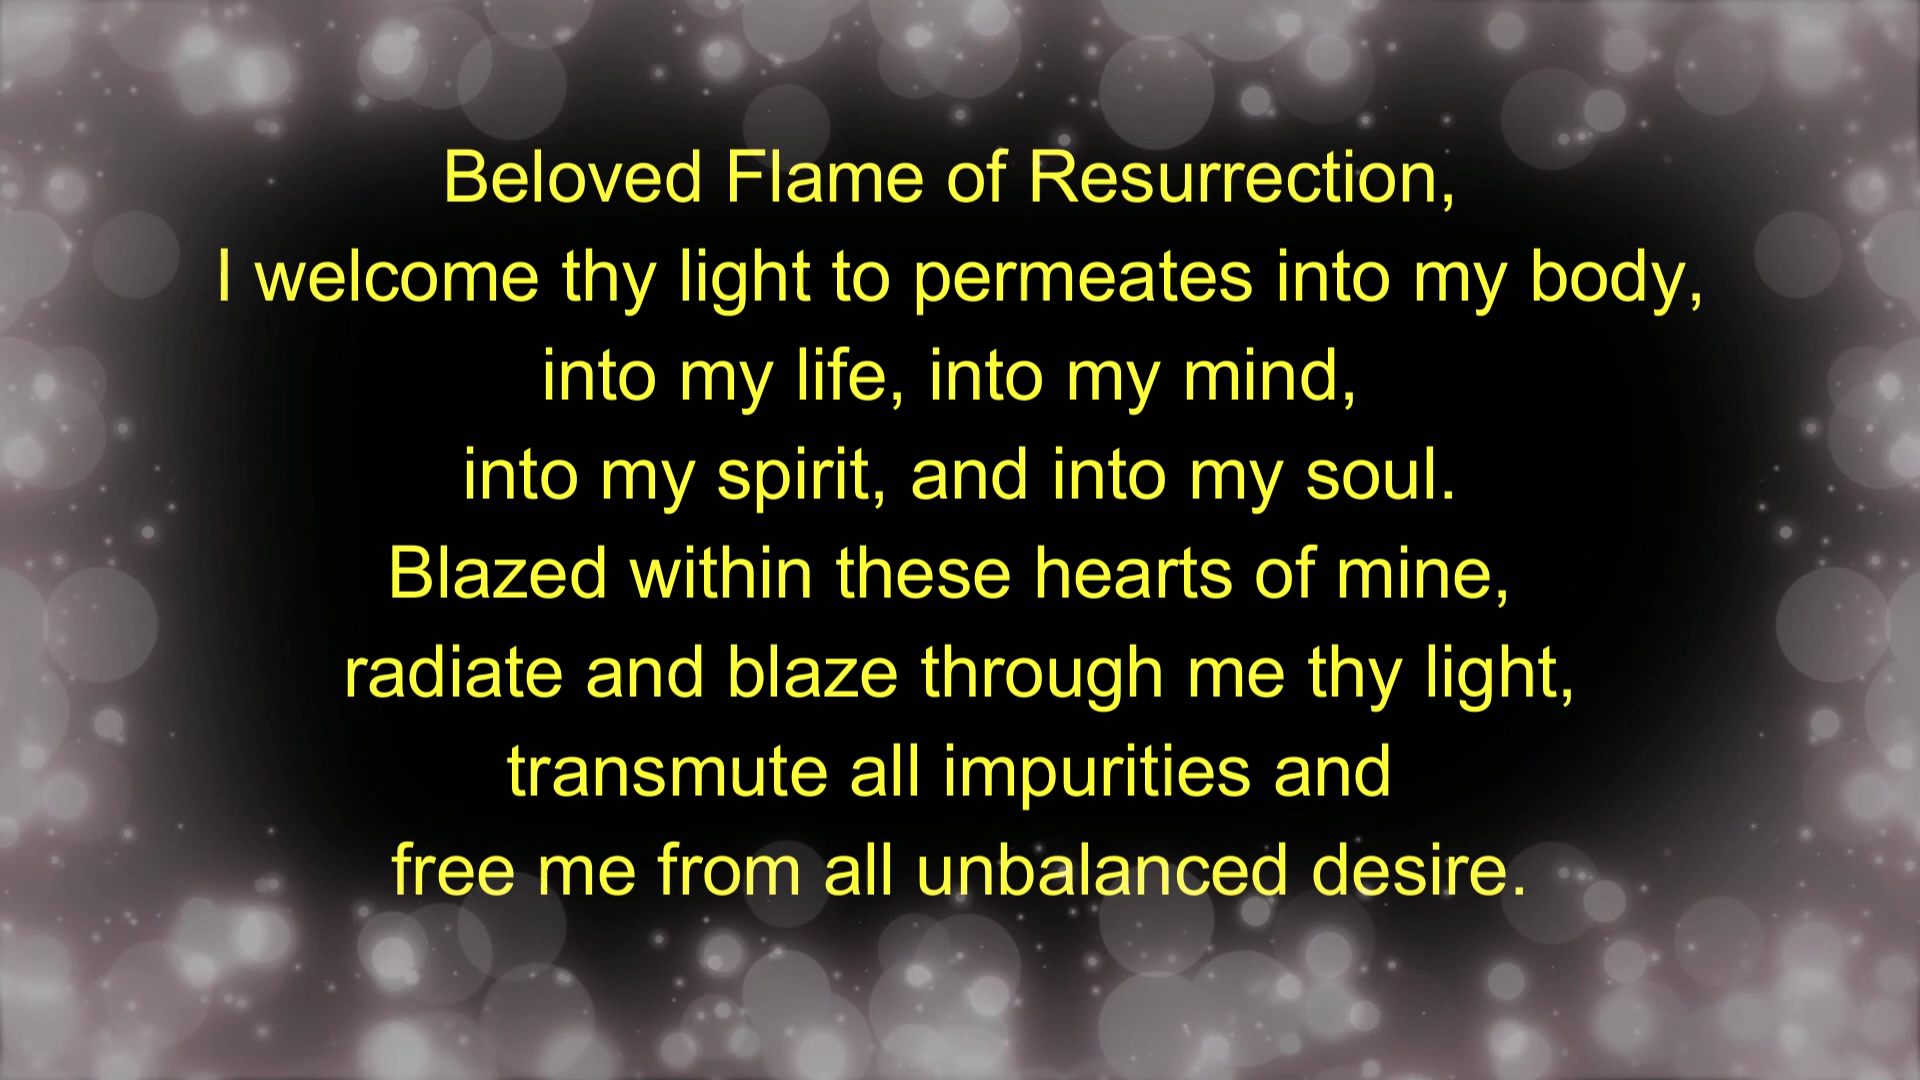 Beloved Flame of Resurrection,
I welcome thy light to permeates into my body,
into my life, into my mind,
into my spirit, and into my soul.
Blazed within these hearts of mine,
radiate and blaze through me thy light,
transmute all impurities and
free me from all unbalanced desire.